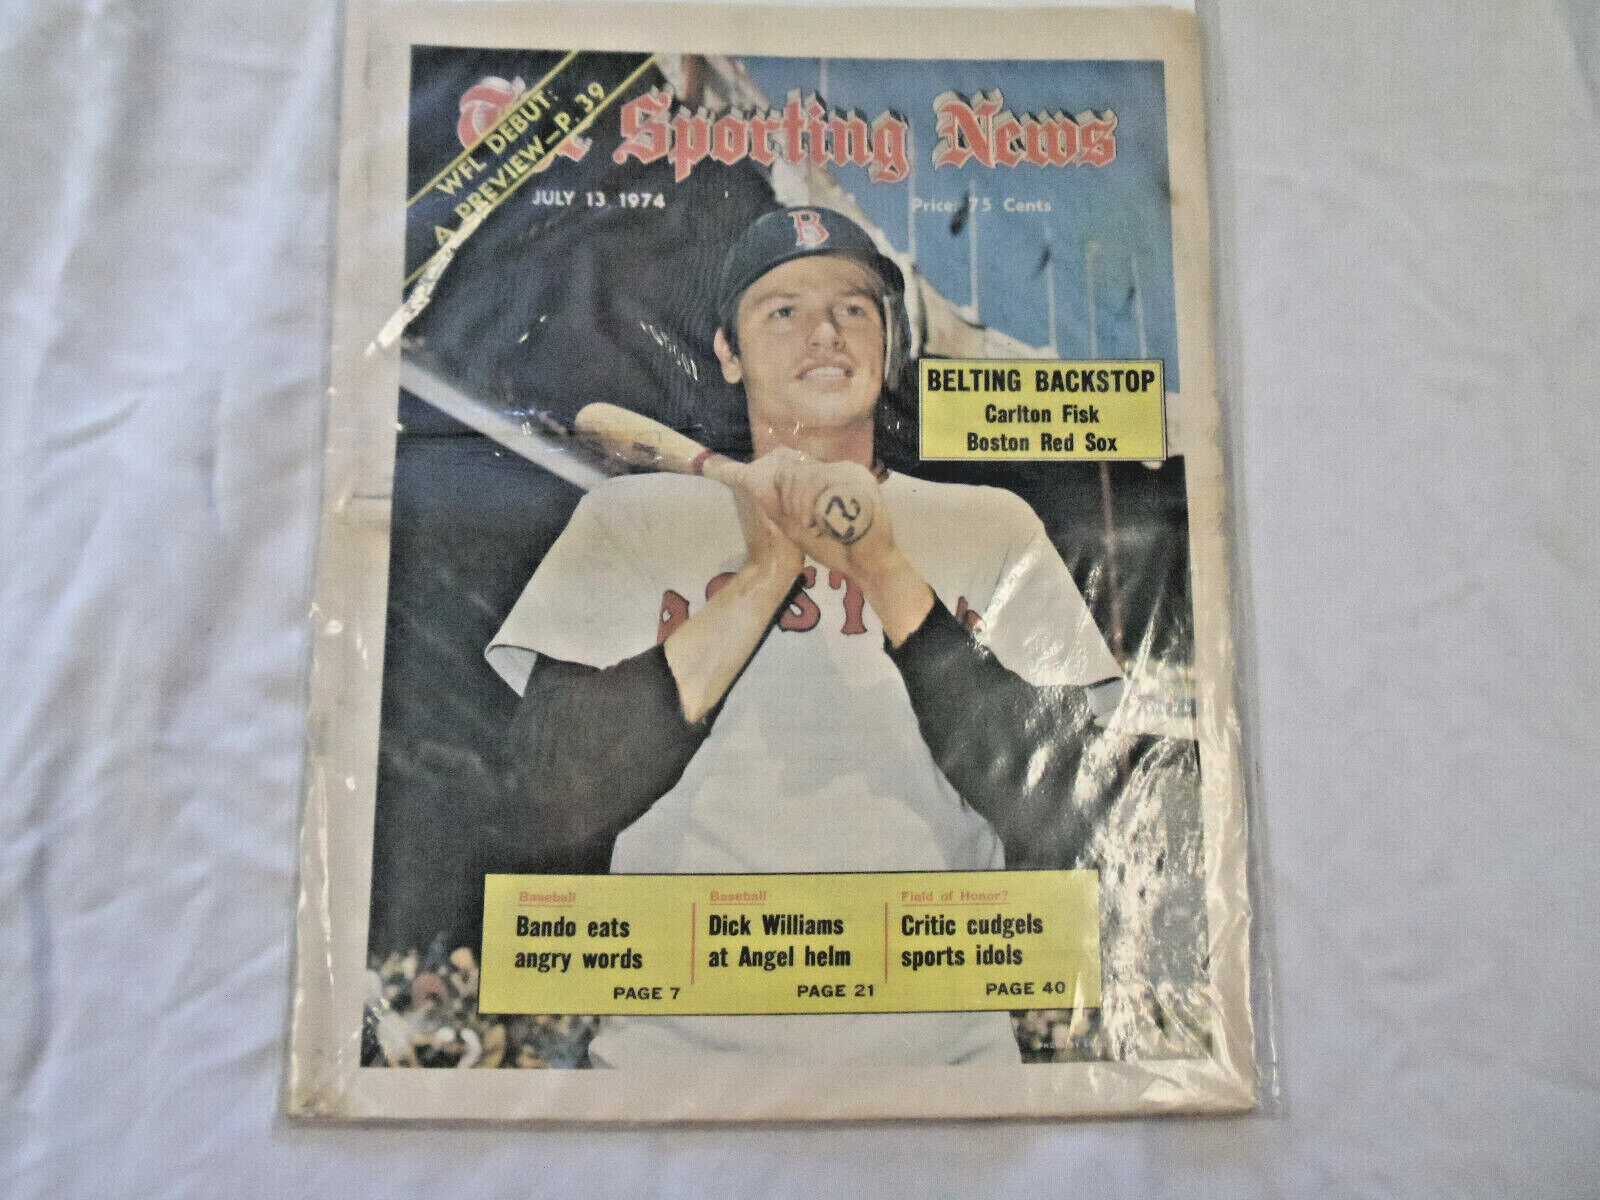 WFL DEBUT:
A PREVIEW—P. 39
The Sporting News
JULY 13 1974
Price: 75 Cents
B
BELTING BACKSTOP
Carlton Fisk
Boston Red Sox
27
BOSTON
Baseball
Bando eats
angry words
PAGE 7
Baseball
Dick Williams
at Angel helm
PAGE 21
Field of Honor?
Critic cudgels
sports idols
PAGE 40